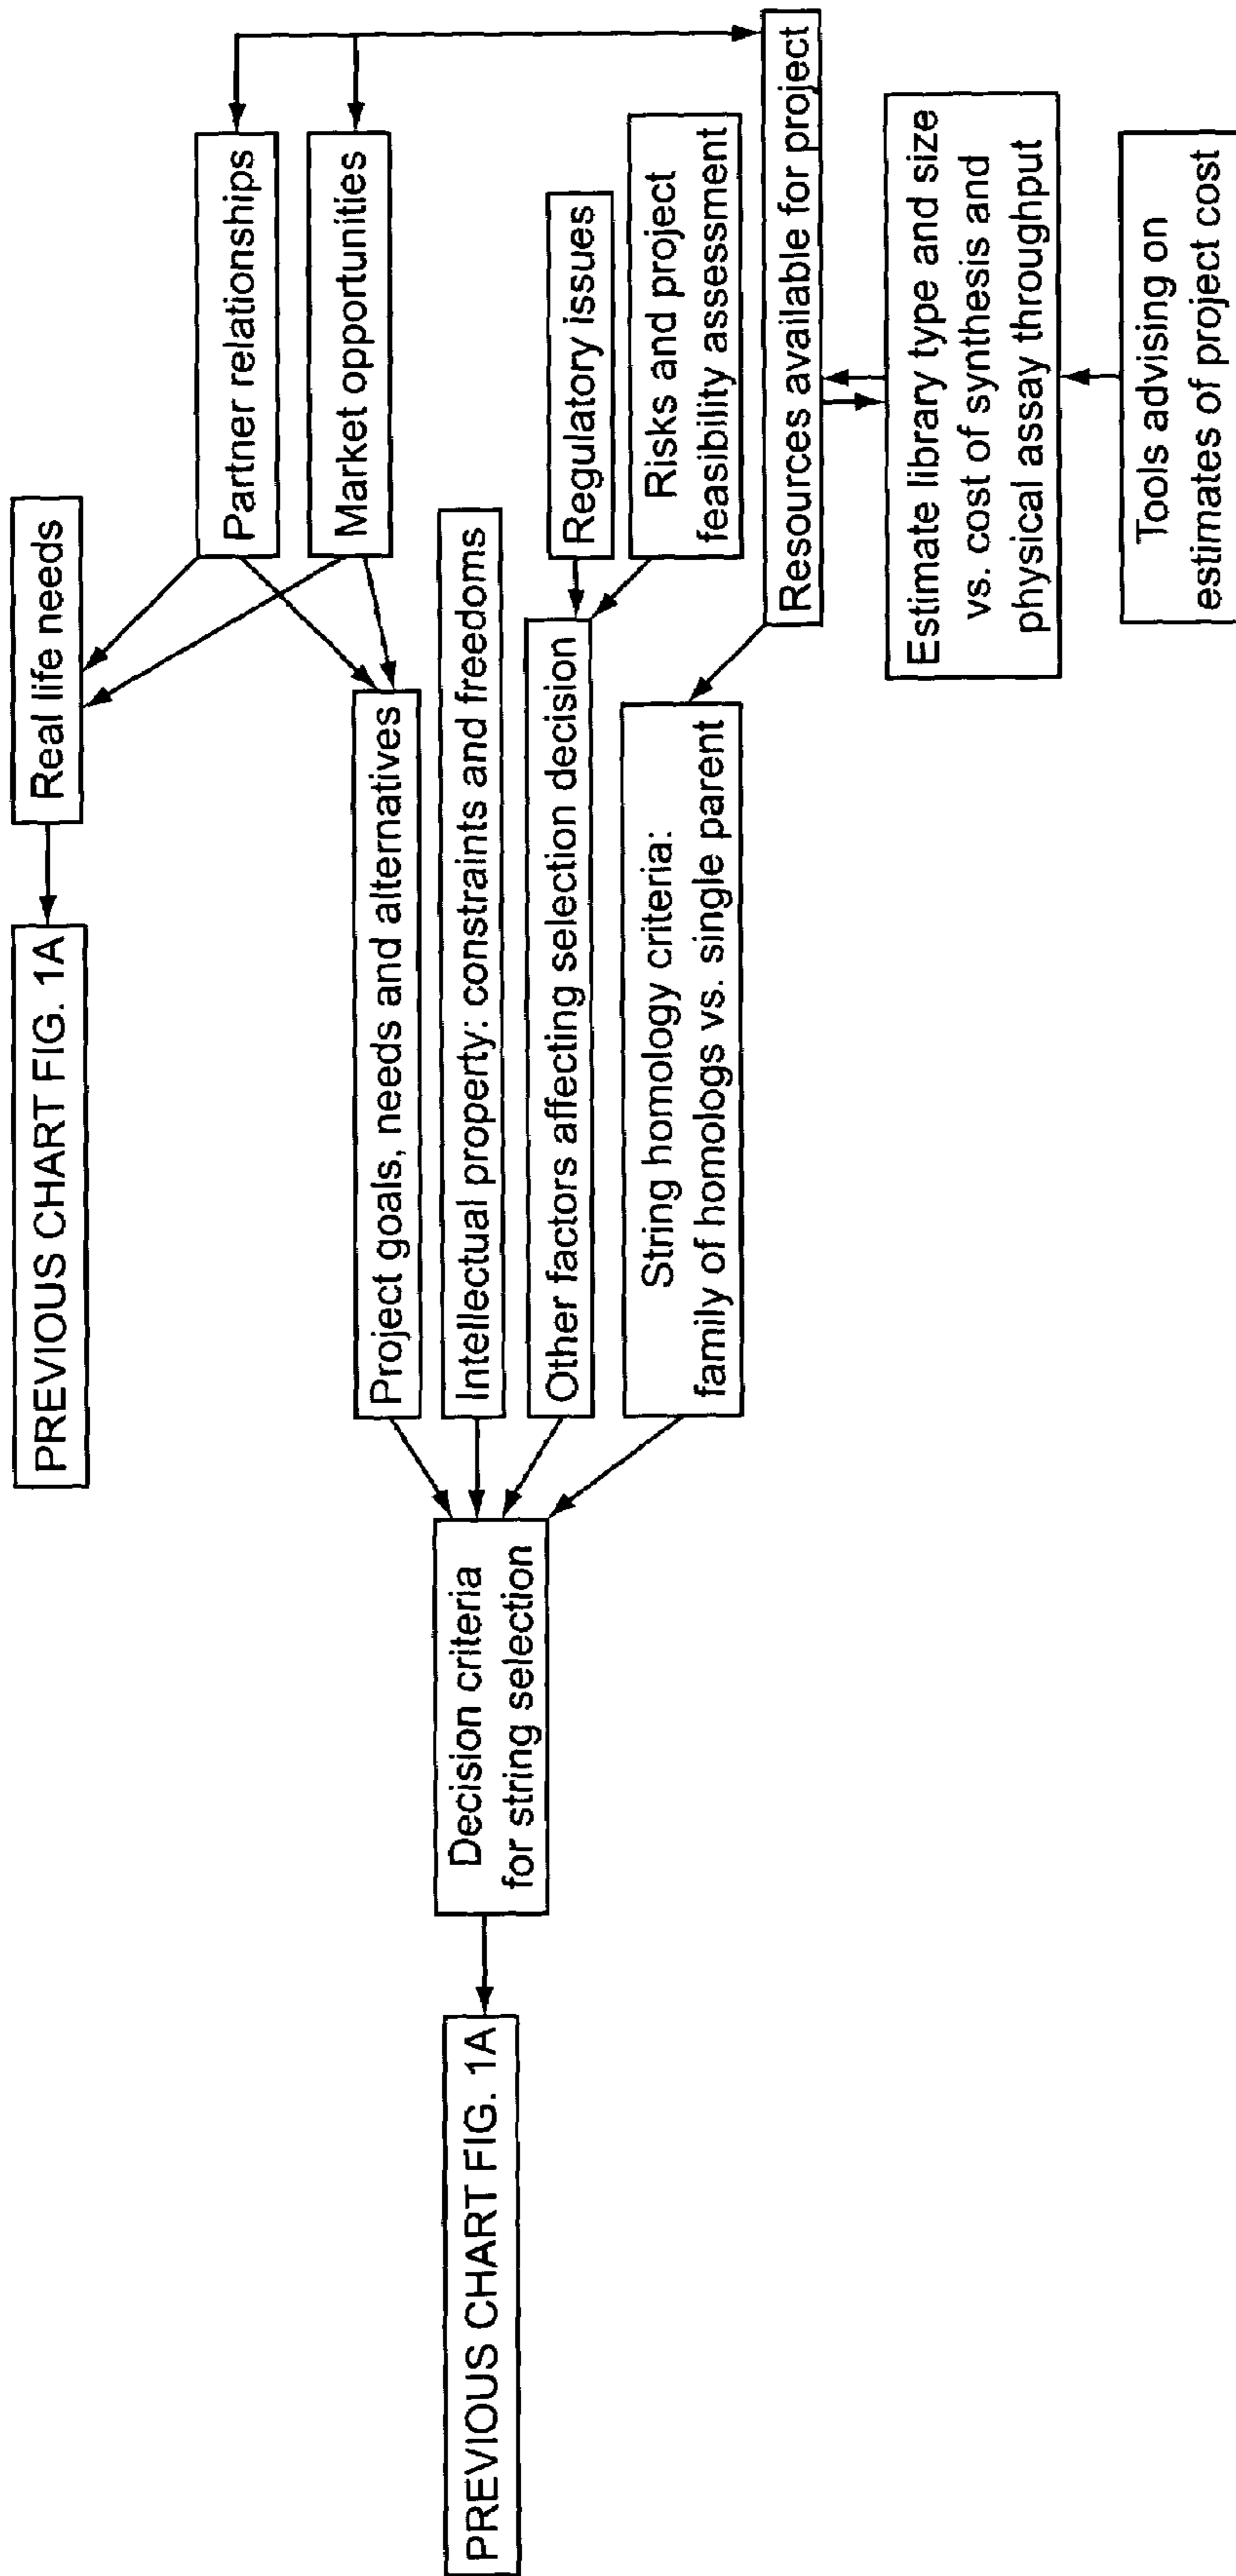 PREVIOUS CHART FIG. 1A
Real life needs
Partner relationships
Market opportunities
Project goals, needs and alternatives
Intellectual property: constraints and freedoms
Regulatory issues
Other factors affecting selection decision
Risks and project
feasibility assessment
PREVIOUS CHART FIG. 1A
Decision criteria
for string selection
String homology criteria:
family of homologs vs. single parent
Resources available for project
Estimate library type and size
vs. cost of synthesis and
physical assay throughput
Tools advising on
estimates of project cost